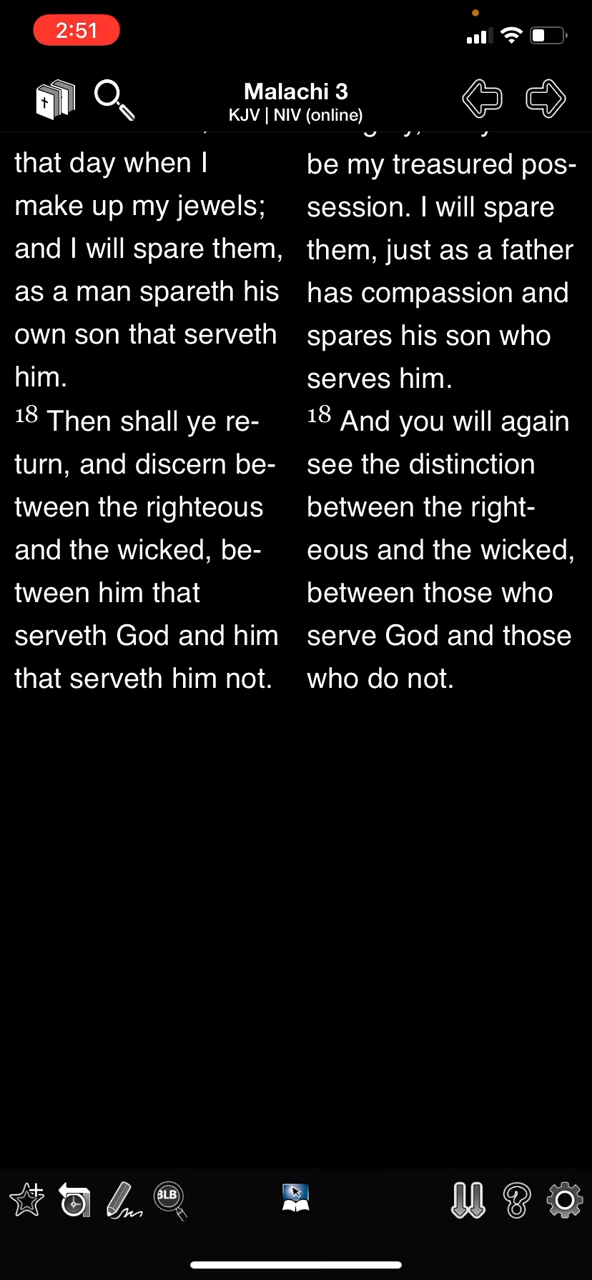 2:51
Malachi 3
KJV | NIV (online)
that day when I
make up my jewels;
and I will spare them,
as a man spareth his
own son that serveth
him.
18 Then shall ye re-
turn, and discern be-
tween the righteous
and the wicked, be-
tween him that
serveth God and him
that serveth him not.
be my treasured pos-
session. I will spare
them, just as a father
has compassion and
spares his son who
serves him.
18 And you will again
see the distinction
between the right-
eous and the wicked,
between those who
serve God and those
who do not.
BLB